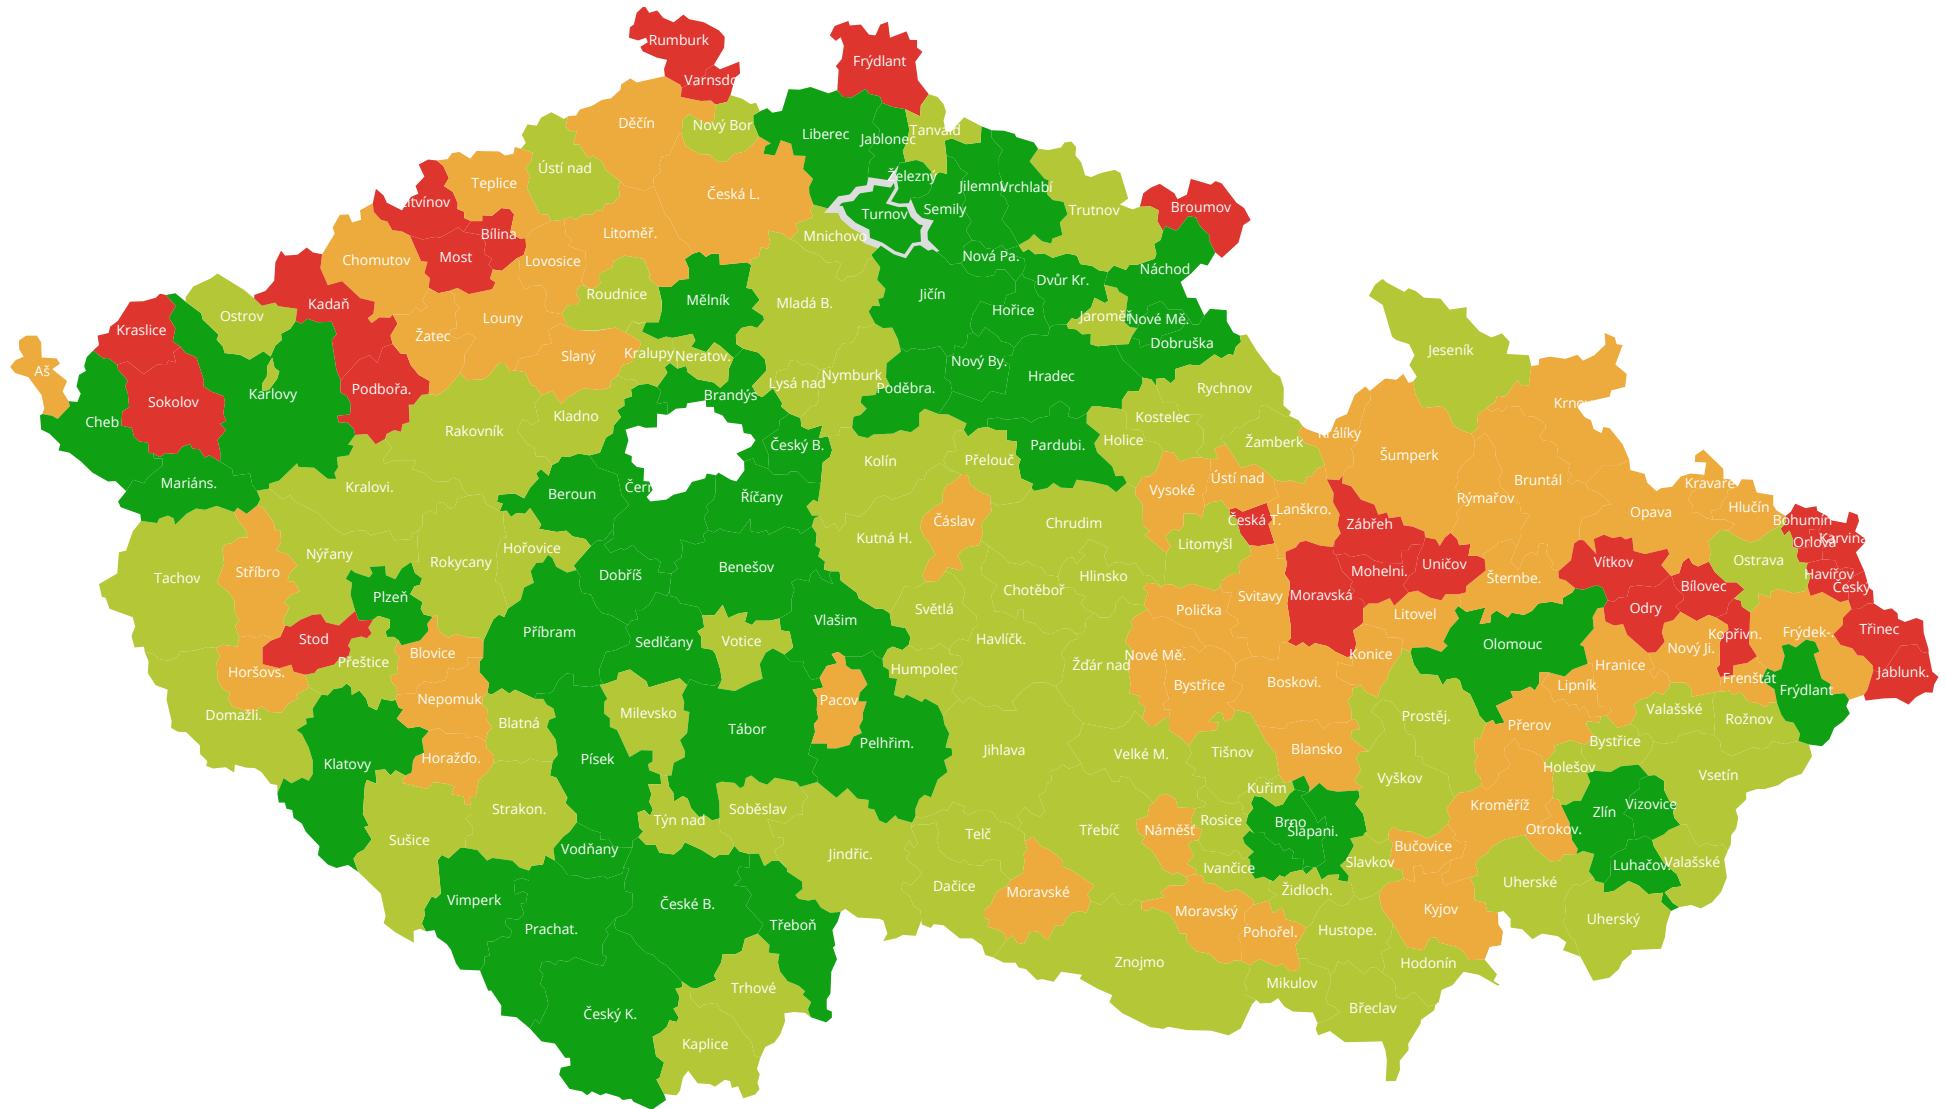 Rumburk
Varnsdo
Frýdlant
Děčín
Nový Bor
Liberec
Jablonec
Tanvald
Ústí nad
Teplice
Česká L.
Železný
Jilemni
Vrchlabí
Litvínov
Turnov
Semily
Trutnov
Broumov
Bílina
Litoměř.
Mnichovo
Most
Chomutov
Lovosice
Nová Pa.
Náchod
Kadaň
Roudnice
Mělník
Mladá B.
Jičín
Dvůr Kr.
Hořice
Jaroměř
Nové Mě.
Ostrov
Louny
Kraslice
Žatec
Dobruška
Slaný
Kralupy
Neratov.
Jeseník
Aš
Nový By.
Nymburk
Lysá nad
Poděbra.
Hradec
Podbořa.
Karlovy
Brandýs
Rychnov
Sokolov
Krnov
Cheb
Kladno
Kostelec
Rakovník
Český B.
Pardubi.
Holice
Žamberk
Králíky
Šumperk
Kolín
Přelouč
Mariáns.
Kralovi.
Beroun
Čern
Říčany
Vysoké
Ústí nad
Bruntál
Kravaře
Rýmařov
Lanškro.
Hlučín
Opava
Čáslav
Chrudim
Česká T.
Zábřeh
Bohumín
Kutná H.
Litomyšl
Orlová
Karviná
Hořovice
Nýřany
Rokycany
Ostrava
Vítkov
Uničov
Stříbro
Tachov
Dobříš
Benešov
Chotěboř
Hlinsko
Mohelni.
Šternbe.
Havířov
Český
Bílovec
Plzeň
Svitavy
Moravská
Světlá
Polička
Odry
Litovel
Vlašim
Příbram
Sedlčany
Votice
Havlíčk.
Třinec
Frýdek-.
Kopřivn.
Stod
Olomouc
Nový Ji.
Blovice
Přeštice
Nové Mě.
Konice
Hranice
Žďár nad
Humpolec
Horšovs.
Jablunk.
Frenštát
Boskovi.
Bystřice
Lipník
Frýdlant
Nepomuk
Pacov
Milevsko
Domažli.
Valašské
Rožnov
Prostěj.
Blatná
Přerov
Tábor
Pelhřim.
Bystřice
Jihlava
Velké M.
Tišnov
Blansko
Horažďo.
Písek
Klatovy
Holešov
Vyškov
Vsetín
Kuřim
Strakon.
Soběslav
Týn nad
Kroměříž
Vizovice
Zlín
Rosice
Brno
Šlapani.
Náměšť
Třebíč
Telč
Otrokov.
Sušice
Bučovice
Vodňany
Jindřic.
Slavkov
Valašské
Luhačov.
Ivančice
Dačice
Moravské
Židloch.
Uherské
Vimperk
České B.
Moravský
Kyjov
Uherský
Třeboň
Prachat.
Hustope.
Pohořel.
Znojmo
Hodonín
Mikulov
Trhové
Břeclav
Český K.
Kaplice